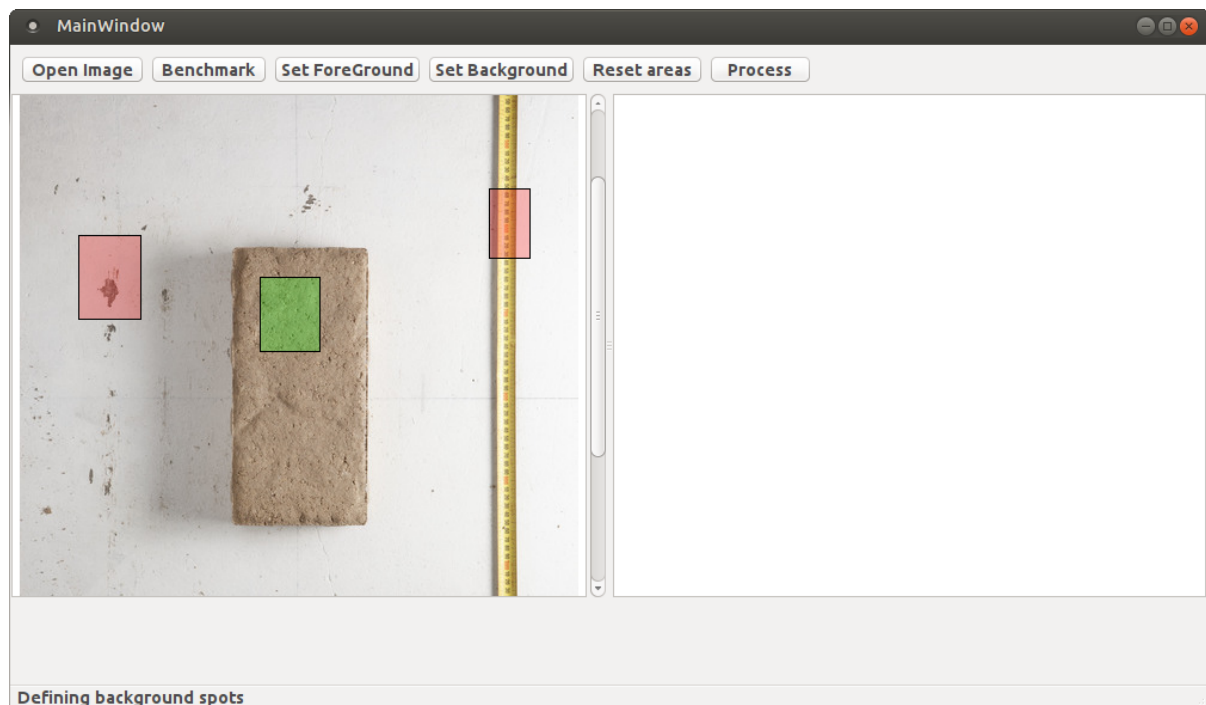 MainWindow
Open Image Benchmark Set ForeGround Set Background Reset areas Process
Defining background spots